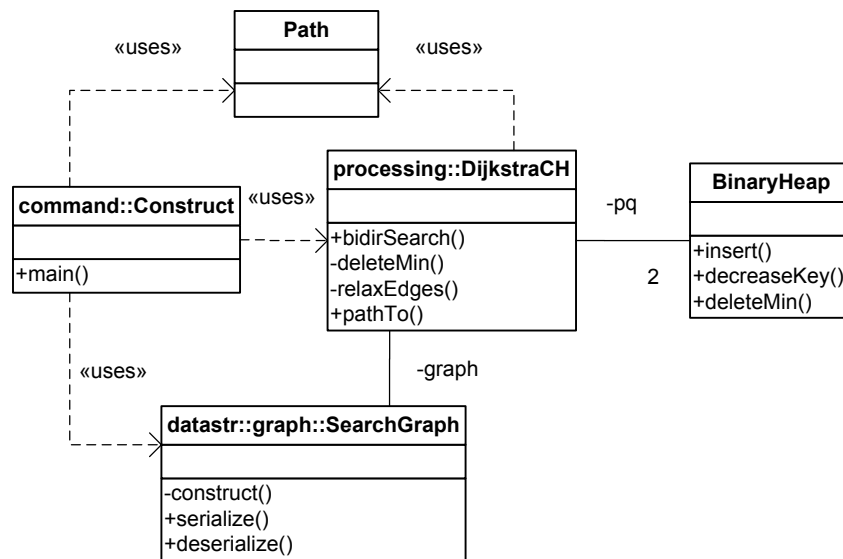 Path
«uses»
«uses»
processing::DijkstraCH
+bidirSearch()
-deleteMin()
-relaxEdges()
+pathTo()
command::Construct
+main()
«uses»
BinaryHeap
+insert()
+decreaseKey()
+deleteMin()
-pq
2
«uses»
-graph
datastr::graph::SearchGraph
-construct()
+serialize()
+deserialize()